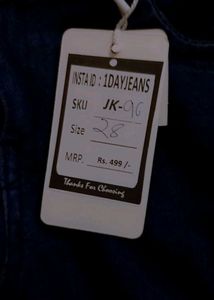 INSTA ID : 1DAYJEANS
SKU JK-96
Size 28
MRP. Rs. 499 /-
Thanks For Choosing